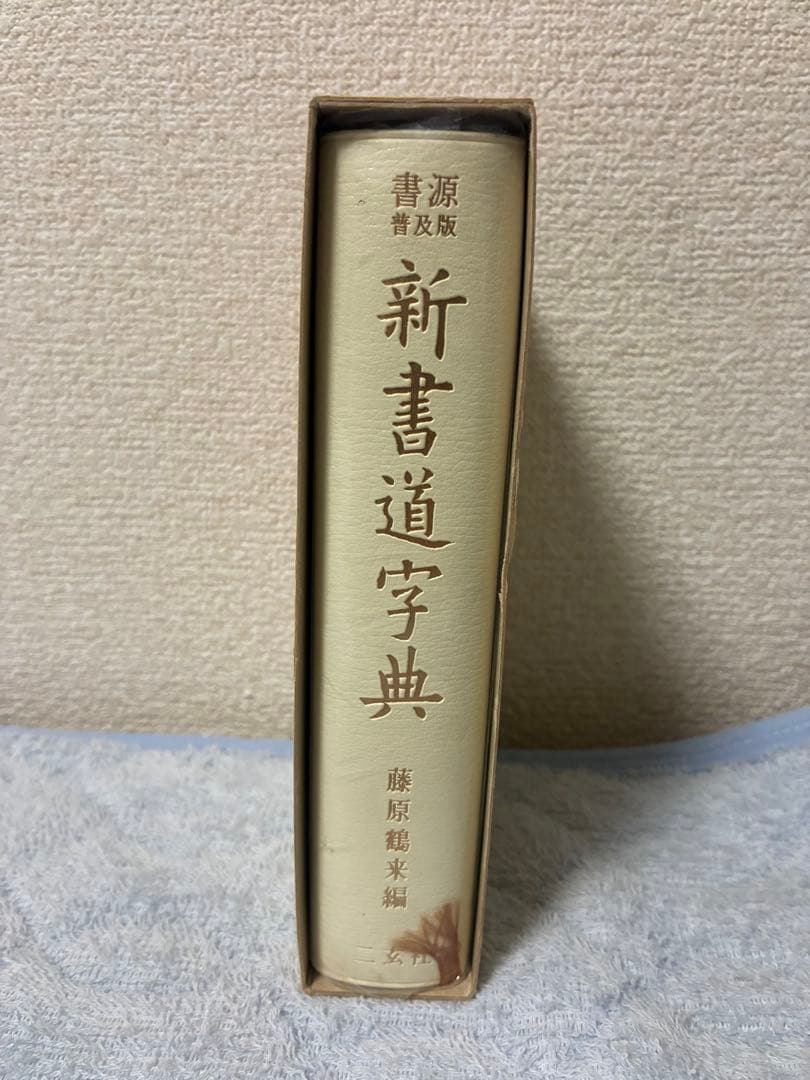 書源
普及版
新書道字典
藤原鶴来編
二玄社